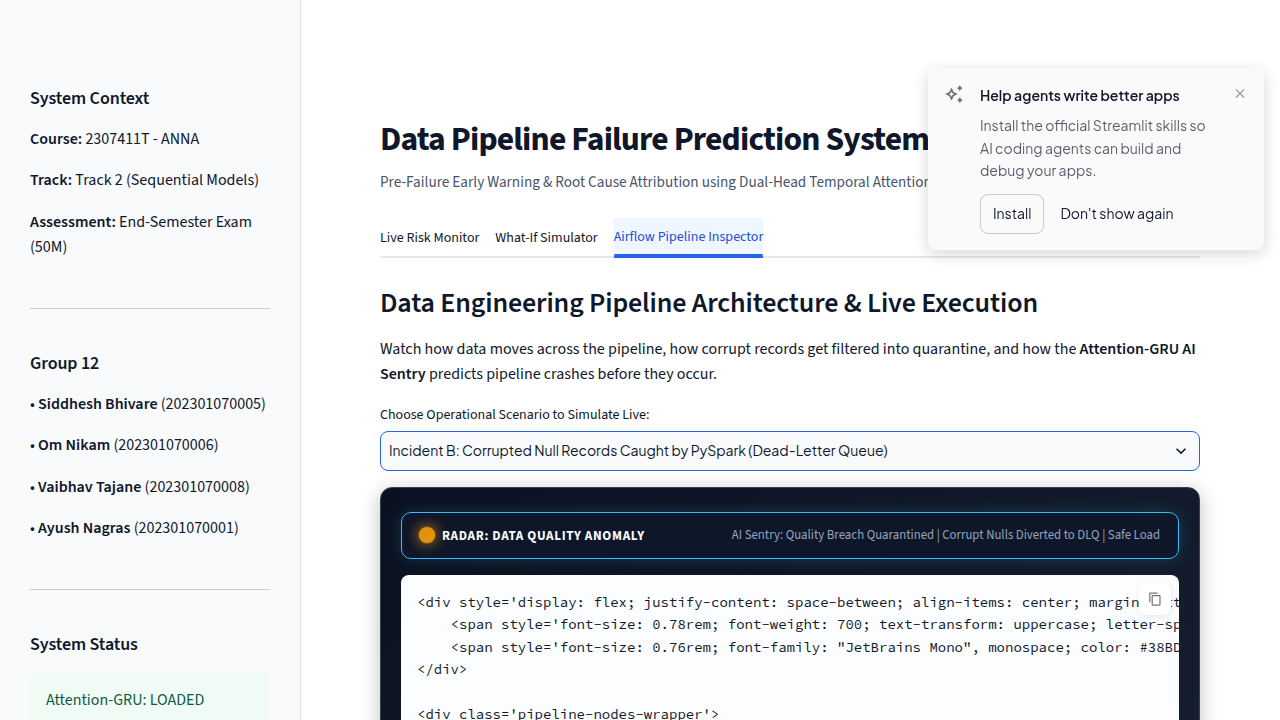 System Context
Course: 2307411T - ANNA
Track: Track 2 (Sequential Models)
Assessment: End-Semester Exam
(50M)
Group 12
• Siddhesh Bhivare (202301070005)
• Om Nikam (202301070006)
• Vaibhav Tajane (202301070008)
• Ayush Nagras (202301070001)
System Status
Attention-GRU: LOADED
Help agents write better apps
Install the official Streamlit skills so
AI coding agents can build and
debug your apps.
Install
Don't show again
Data Pipeline Failure Prediction System
Pre-Failure Early Warning & Root Cause Attribution using Dual-Head Temporal Attention
Live Risk Monitor
What-If Simulator
Airflow Pipeline Inspector
Data Engineering Pipeline Architecture & Live Execution
Watch how data moves across the pipeline, how corrupt records get filtered into quarantine, and how the Attention-GRU AI
Sentry predicts pipeline crashes before they occur.
Choose Operational Scenario to Simulate Live:
Incident B: Corrupted Null Records Caught by PySpark (Dead-Letter Queue)
RADAR: DATA QUALITY ANOMALY
AI Sentry: Quality Breach Quarantined | Corrupt Nulls Diverted to DLQ | Safe Load
<div style='display: flex; justify-content: space-between; align-items: center; margin
<span style='font-size: 0.78rem; font-weight: 700; text-transform: uppercase; letter-sp
<span style='font-size: 0.76rem; font-family: "JetBrains Mono", monospace; color: #38BD
</div>
<div class='pipeline-nodes-wrapper'>